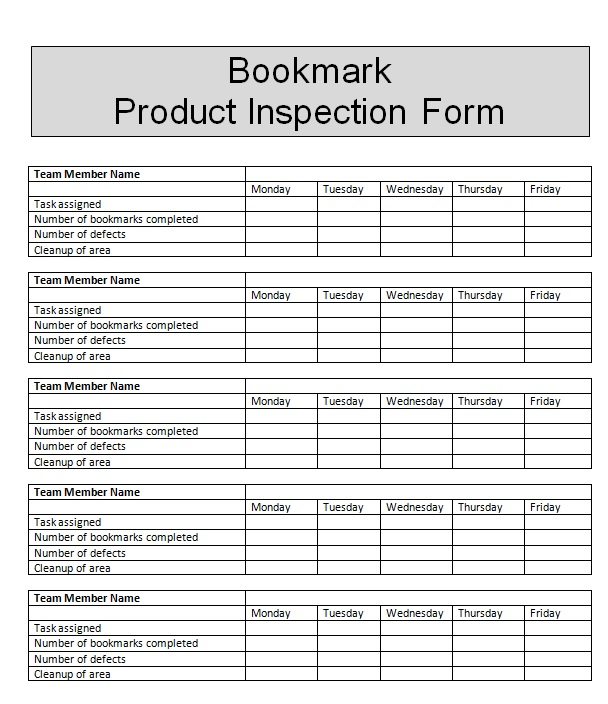 Bookmark
Product Inspection Form
Team Member Name
Monday Tuesday Wednesday Thursday Friday
Task assigned
Number of bookmarks completed
Number of defects
Cleanup of area
Team Member Name
Monday Tuesday Wednesday Thursday Friday
Task assigned
Number of bookmarks completed
Number of defects
Cleanup of area
Team Member Name
Monday Tuesday Wednesday Thursday Friday
Task assigned
Number of bookmarks completed
Number of defects
Cleanup of area
Team Member Name
Monday Tuesday Wednesday Thursday Friday
Task assigned
Number of bookmarks completed
Number of defects
Cleanup of area
Team Member Name
Monday Tuesday Wednesday Thursday Friday
Task assigned
Number of bookmarks completed
Number of defects
Cleanup of area